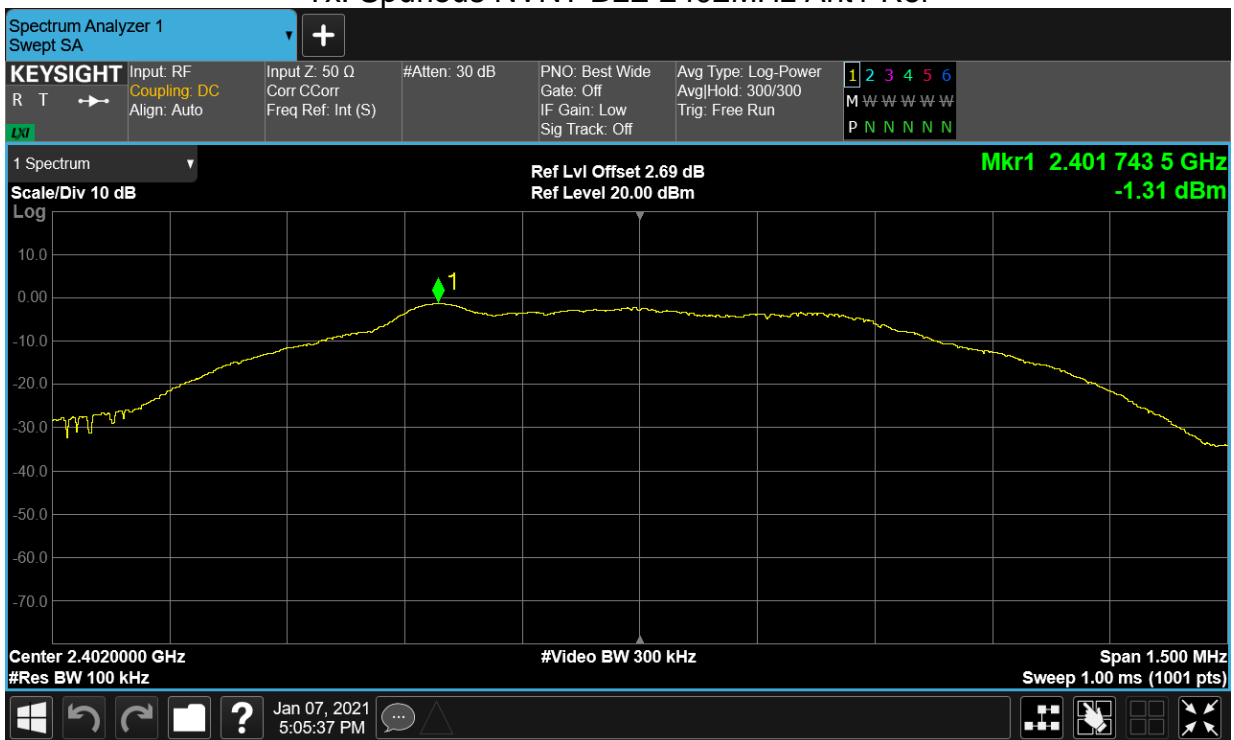 Spectrum Analyzer 1
Swept SA
KEYSIGHT
R T
LXI
Input: RF
Coupling: DC
Align: Auto
Input Z: 50 Ω
Corr CCorr
Freq Ref: Int (S)
#Atten: 30 dB
PNO: Best Wide
Gate: Off
IF Gain: Low
Sig Track: Off
Avg Type: Log-Power
Avg|Hold: 300/300
Trig: Free Run
1 2 3 4 5 6
M W W W W W
P N N N N N
1 Spectrum
Scale/Div 10 dB
Ref Lvl Offset 2.69 dB
Ref Level 20.00 dBm
Mkr1 2.401 743 5 GHz
-1.31 dBm
Log
10.0
0.00
-10.0
-20.0
-30.0
-40.0
-50.0
-60.0
-70.0
1
Center 2.4020000 GHz
#Res BW 100 kHz
#Video BW 300 kHz
Span 1.500 MHz
Sweep 1.00 ms (1001 pts)
?
Jan 07, 2021
5:05:37 PM